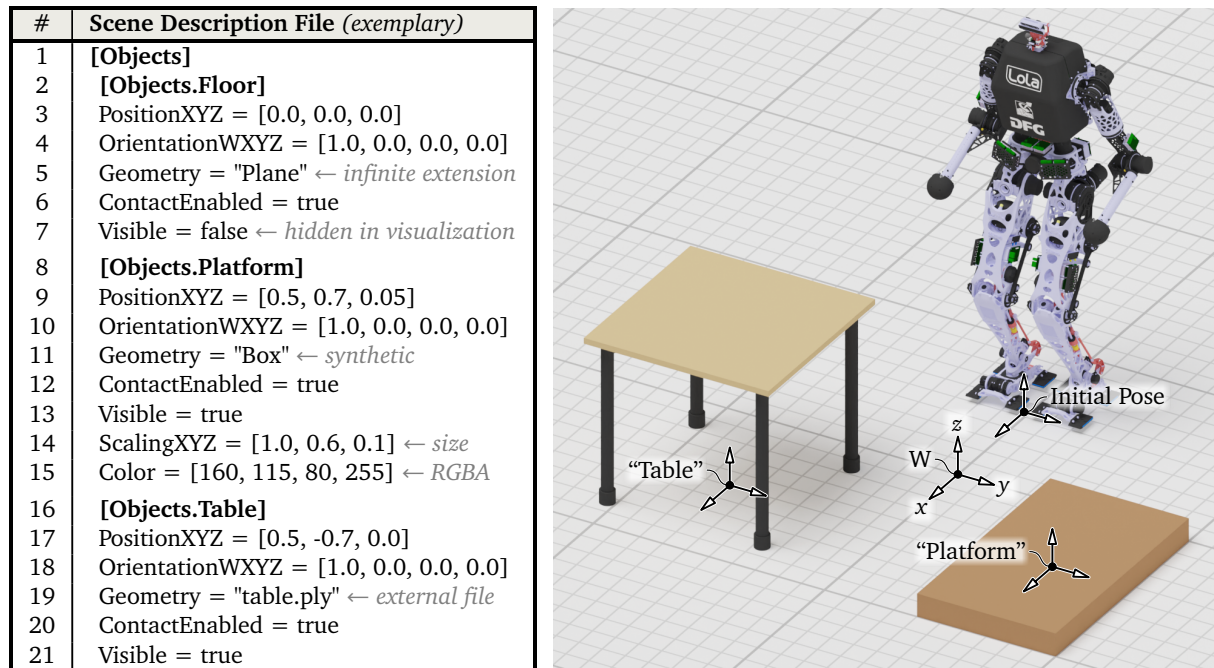 # Scene Description File (exemplary)
1 [Objects]
2 [Objects.Floor]
3 PositionXYZ = [0.0, 0.0, 0.0]
4 OrientationWXYZ = [1.0, 0.0, 0.0, 0.0]
5 Geometry = "Plane" ← infinite extension
6 ContactEnabled = true
7 Visible = false ← hidden in visualization
8 [Objects.Platform]
9 PositionXYZ = [0.5, 0.7, 0.05]
10 OrientationWXYZ = [1.0, 0.0, 0.0, 0.0]
11 Geometry = "Box" ← synthetic
12 ContactEnabled = true
13 Visible = true
14 ScalingXYZ = [1.0, 0.6, 0.1] ← size
15 Color = [160, 115, 80, 255] ← RGBA
16 [Objects.Table]
17 PositionXYZ = [0.5, -0.7, 0.0]
18 OrientationWXYZ = [1.0, 0.0, 0.0, 0.0]
19 Geometry = "table.ply" ← external file
20 ContactEnabled = true
21 Visible = true
Lola
DFG
Initial Pose
z
W
y
x
“Table”
“Platform”